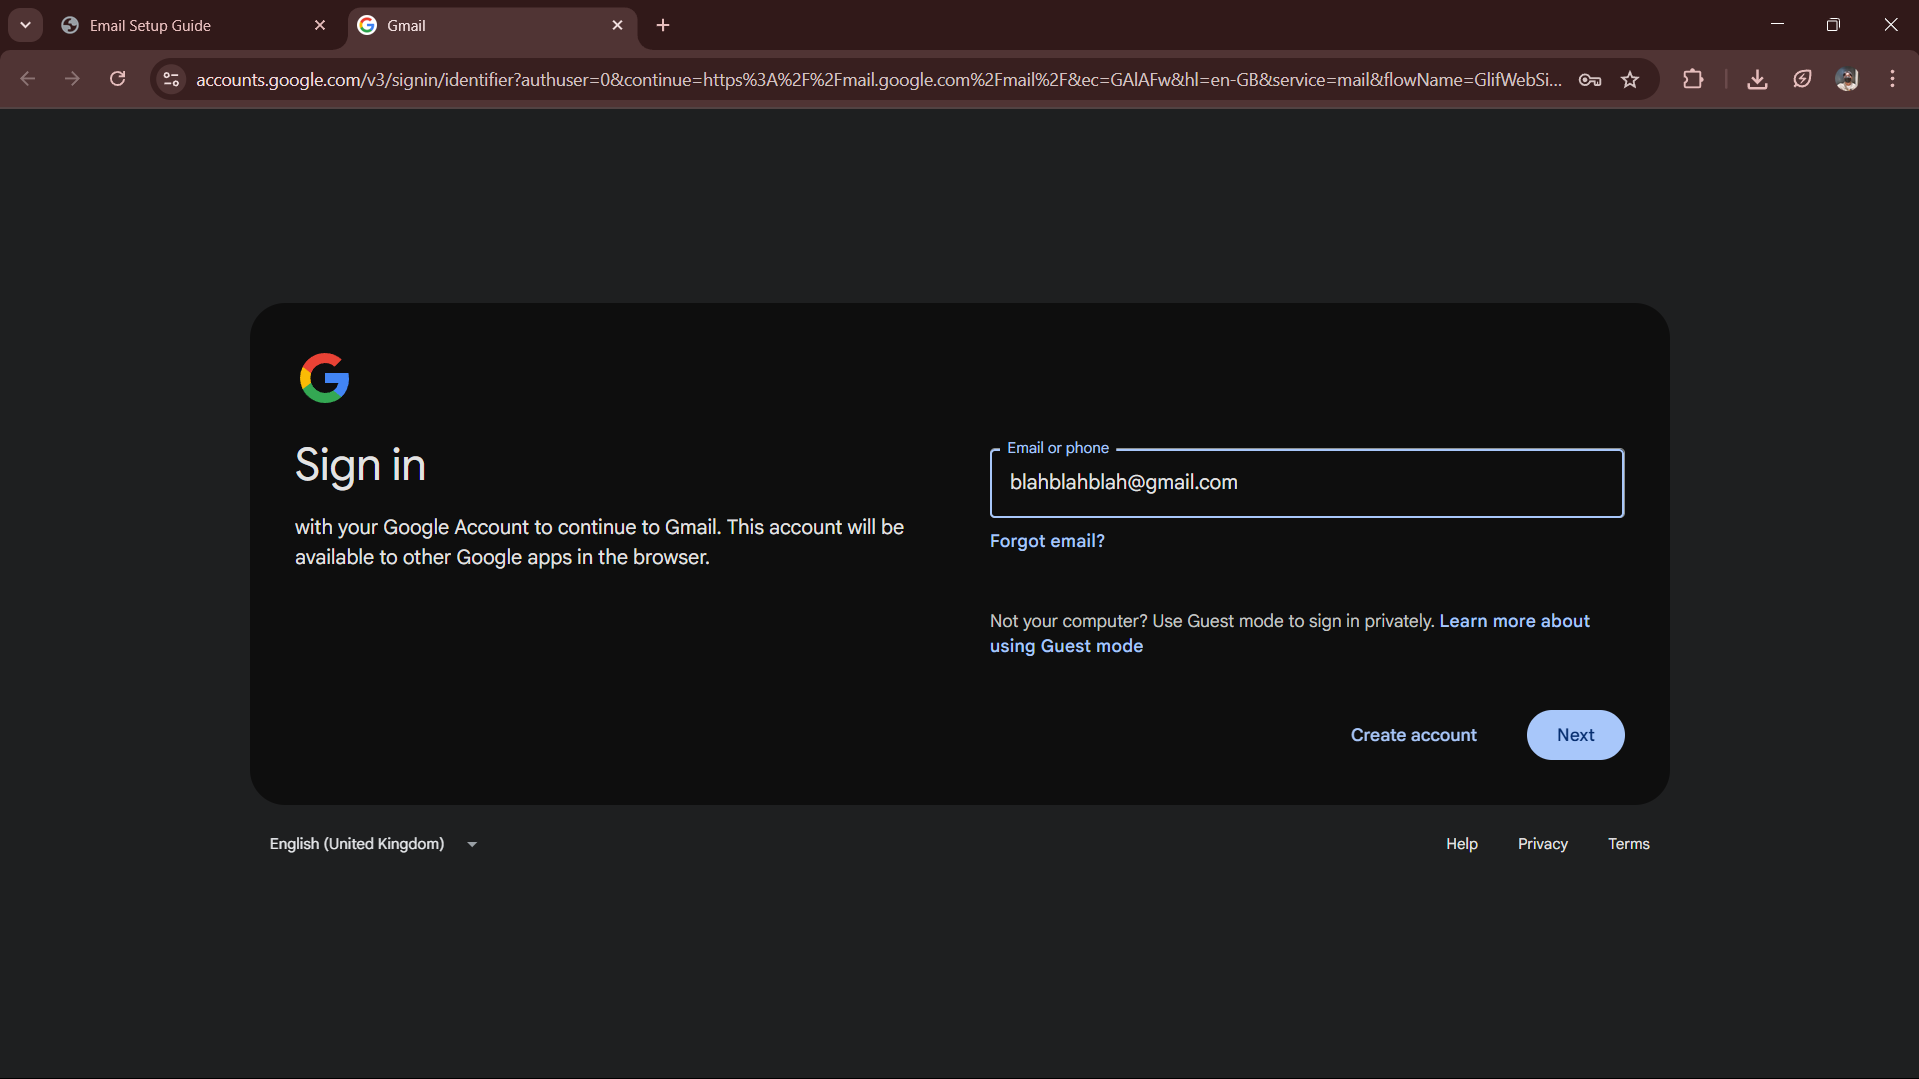 Email Setup Guide
Gmail
accounts.google.com/v3/signin/identifier?authuser=0&continue=https%3A%2F%2Fmail.google.com%2Fmail%2F&ec=GAlAFw&hl=en-GB&service=mail&flowName=GlifWebSi...
Sign in
with your Google Account to continue to Gmail. This account will be
available to other Google apps in the browser.
Email or phone
blahblahblah@gmail.com
Forgot email?
Not your computer? Use Guest mode to sign in privately. Learn more about
using Guest mode
Create account
Next
English (United Kingdom)
Help
Privacy
Terms